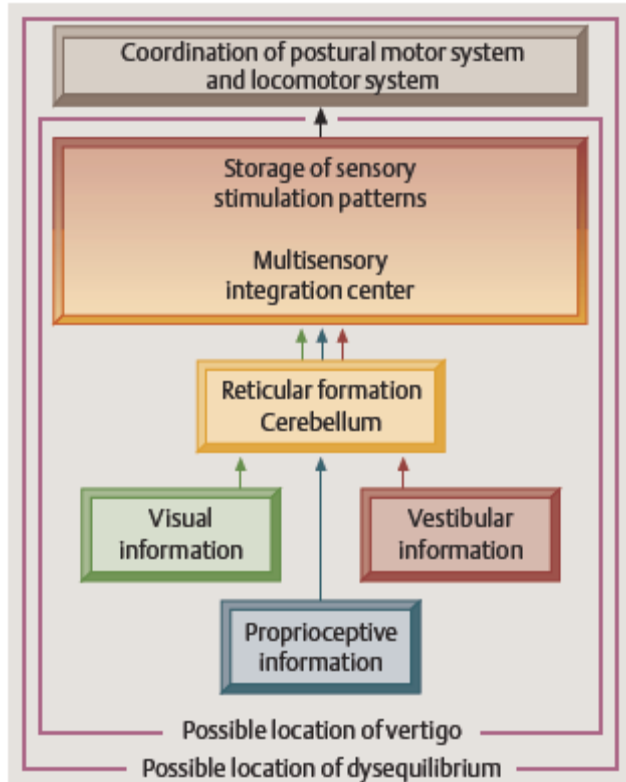 Coordination of postural motor system
and locomotor system
Storage of sensory
stimulation patterns
Multisensory
integration center
Reticular formation
Cerebellum
Visual
information
Vestibular
information
Proprioceptive
information
Possible location of vertigo
Possible location of dysequilibrium